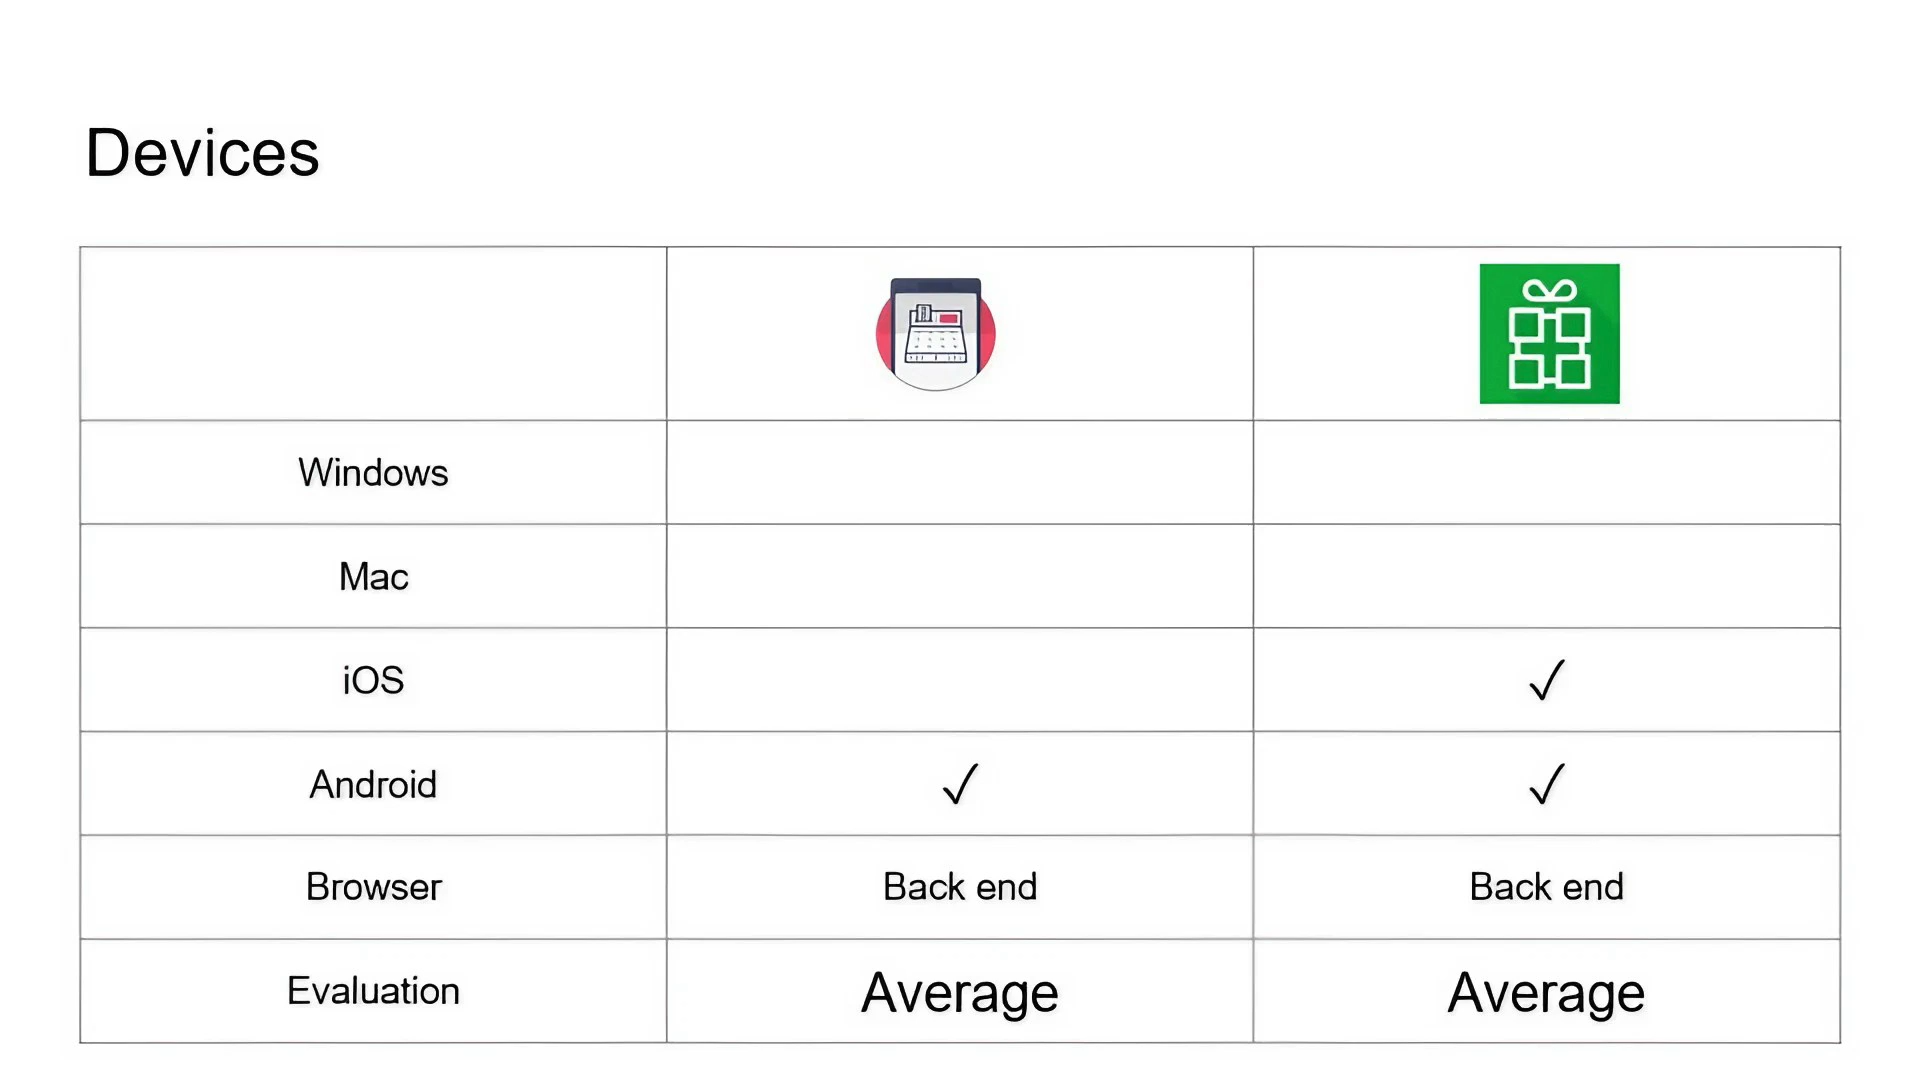 Devices
Windows
Mac
iOS ✓
Android ✓ ✓
Browser Back end Back end
Evaluation Average Average